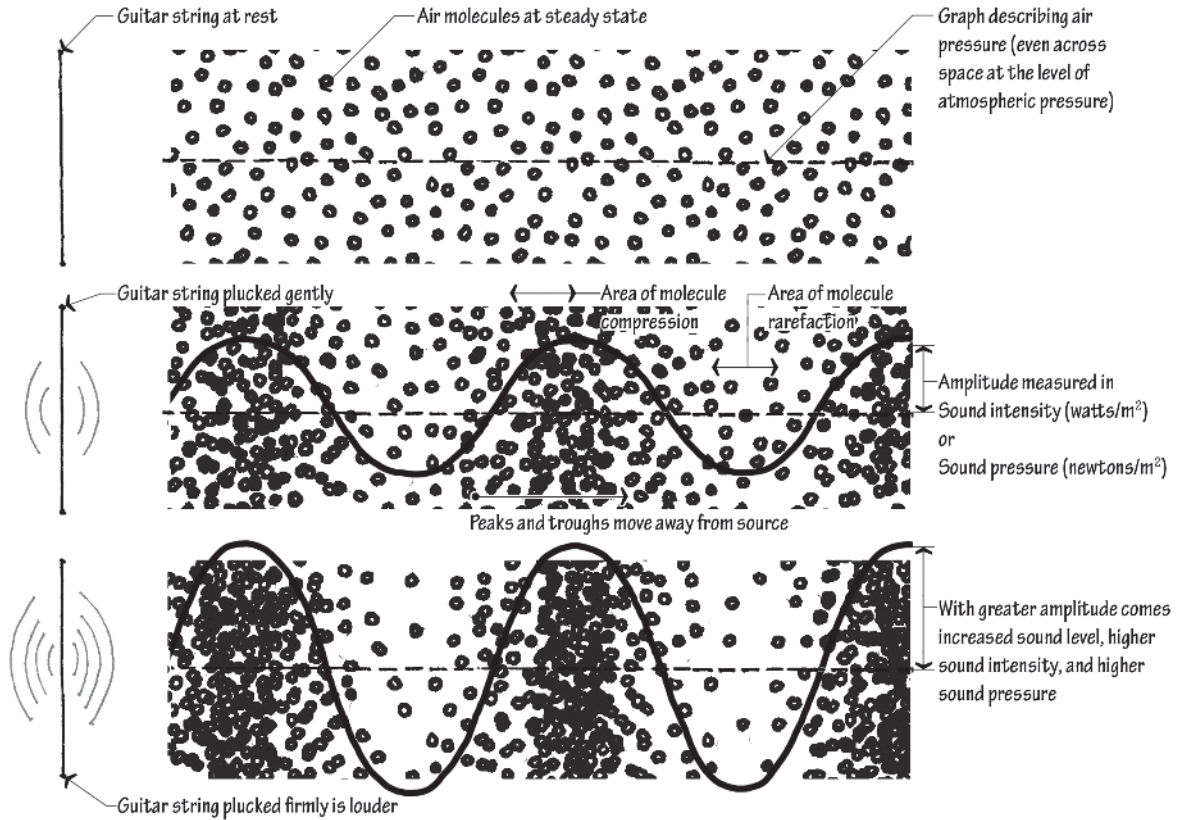 Guitar string at rest
Air molecules at steady state
Graph describing air
pressure (even across
space at the level of
atmospheric pressure)
Guitar string plucked gently
Area of molecule
compression
Area of molecule
rarefaction
Amplitude measured in
Sound intensity (watts/m²)
or
Sound pressure (newtons/m²)
Peaks and troughs move away from source
With greater amplitude comes
increased sound level, higher
sound intensity, and higher
sound pressure
Guitar string plucked firmly is louder